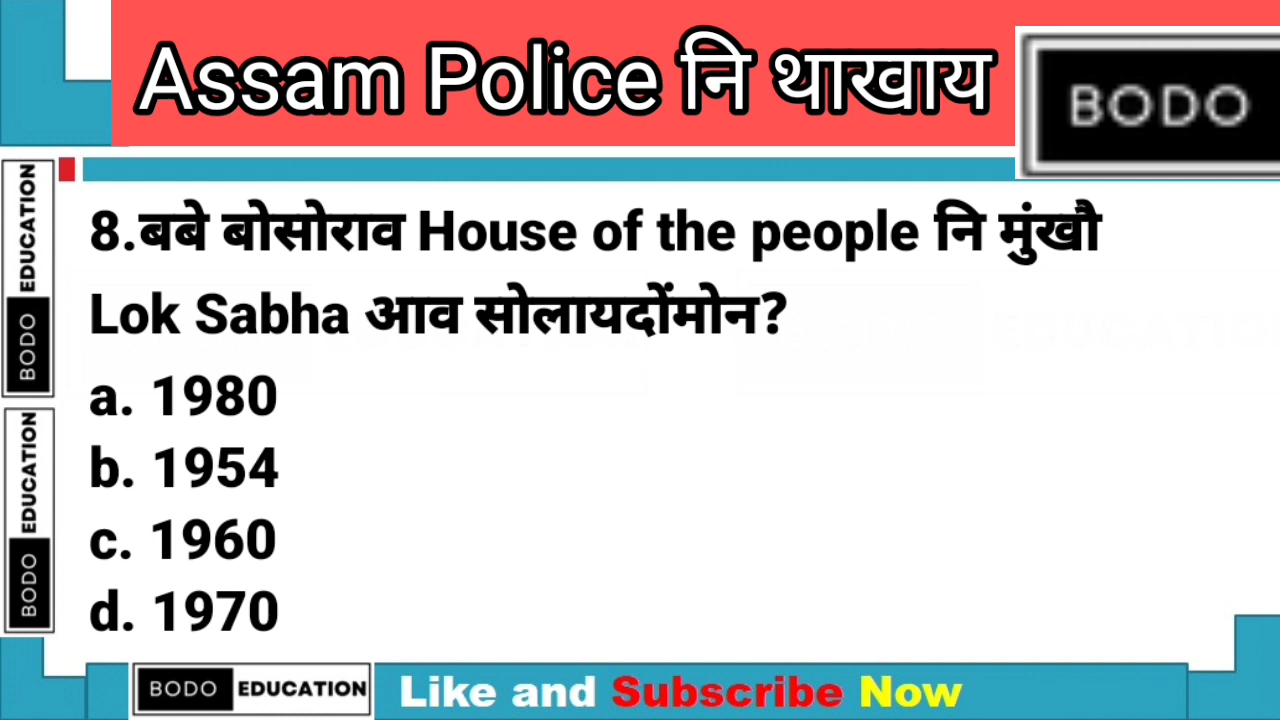 Assam Police नि थाखाय
BODO
8.बबे बोसोराव House of the people नि मुंखौ
Lok Sabha आव सोलायदोंमोन?
a. 1980
b. 1954
c. 1960
d. 1970
BODO EDUCATION
BODO EDUCATION
BODO EDUCATION
Like and Subscribe Now